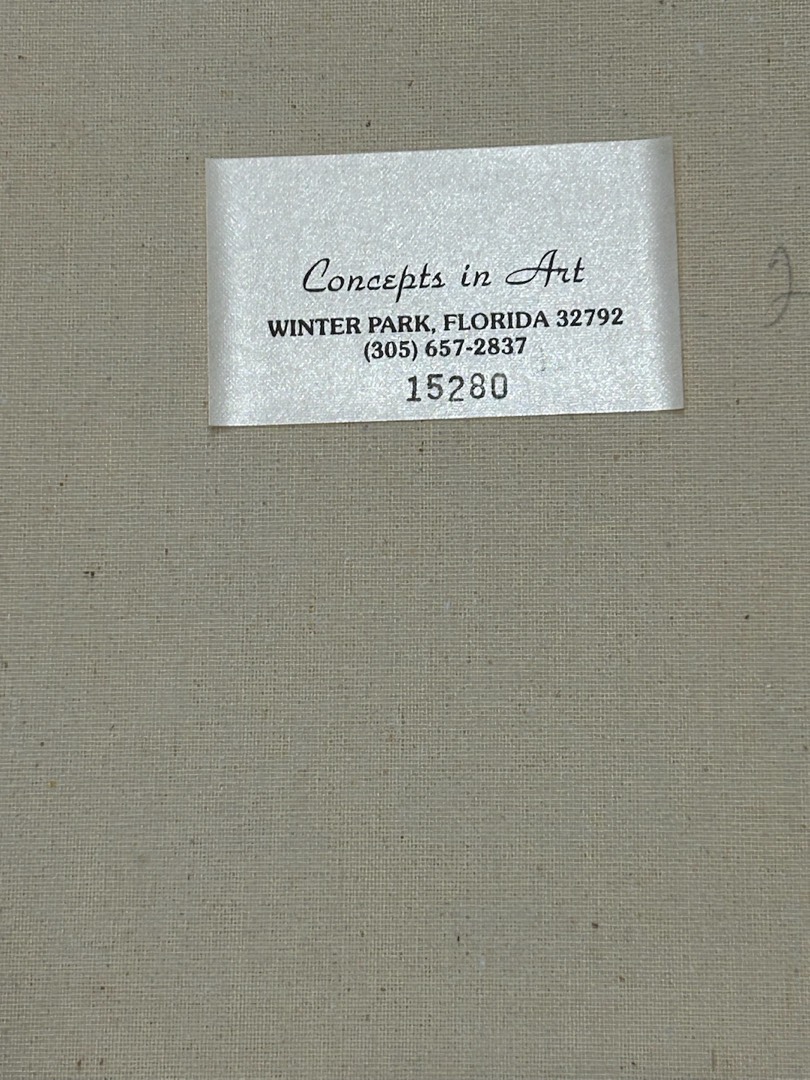 Concepts in Art
WINTER PARK, FLORIDA 32792
(305) 657-2837
15280